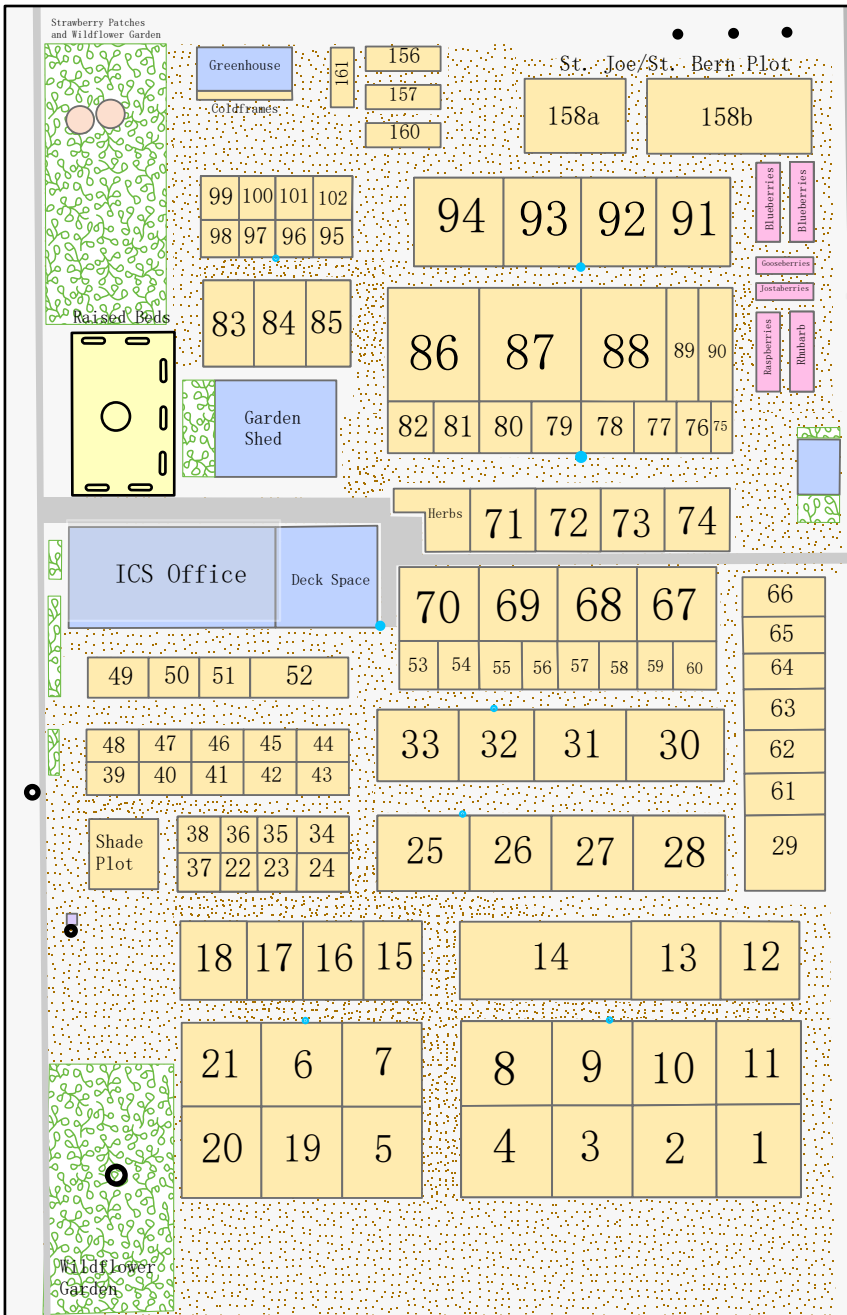 Strawberry Patches
and Wildflower Garden
St. Joe/St. Bern Plot
Greenhouse
Coldframes
161
156
157
160
158a
158b
99 100 101 102
98 97 96 95
94 93 92 91
Blueberries
Blueberries
Gooseberries
Jostaberries
Raspberries
Rhubarb
83 84 85
86 87 88 89 90
82 81 80 79 78 77 76 75
Raised Beds
Garden
Shed
Herbs 71 72 73 74
ICS Office
Deck Space
70 69 68 67
53 54 55 56 57 58 59 60
66
65
64
63
62
61
29
49 50 51 52
33 32 31 30
48 47 46 45 44
39 40 41 42 43
Shade
Plot
38 36 35 34
37 22 23 24
25 26 27 28
18 17 16 15
14 13 12
21 6 7
20 19 5
8 9 10 11
4 3 2 1
Wildflower
Garden